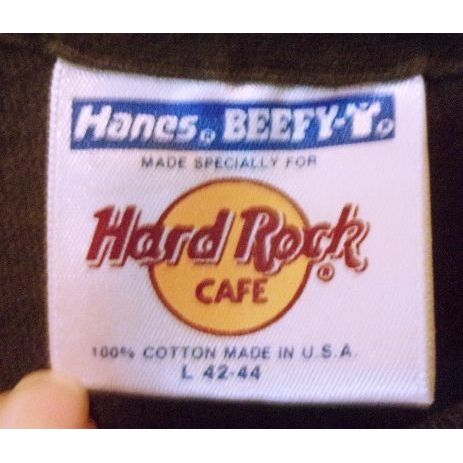 Hanes® BEEFY-T®
MADE SPECIALLY FOR
Hard Rock®
CAFE
100% COTTON MADE IN U.S.A.
L 42-44